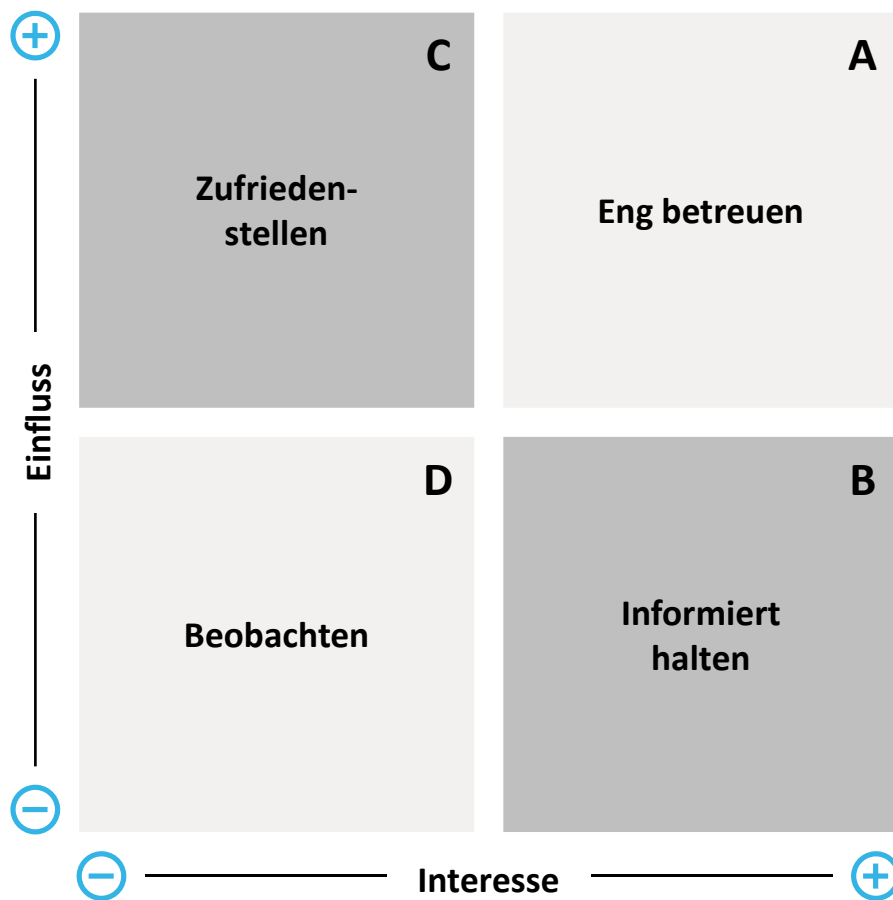 C
Zufrieden-
stellen
A
Eng betreuen
Einfluss
D
Beobachten
B
Informiert
halten
Interesse